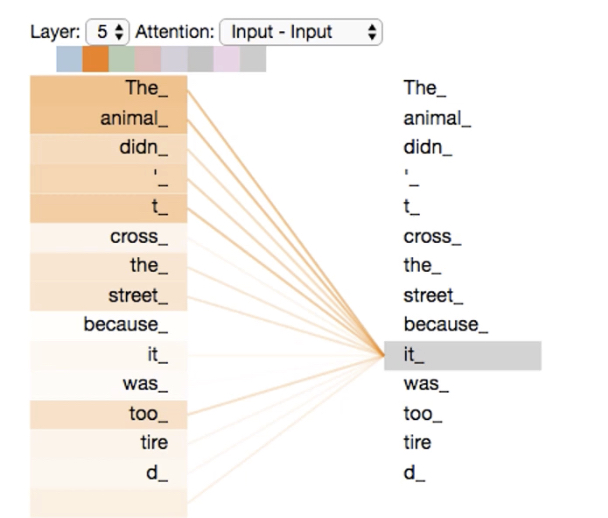 Layer: 5 Attention: Input - Input
The_ The_
animal_ animal_
didn_ didn_
'_ '_
t_ t_
cross_ cross_
the_ the_
street_ street_
because_ because_
it_ it_
was_ was_
too_ too_
tire tire
d_ d_